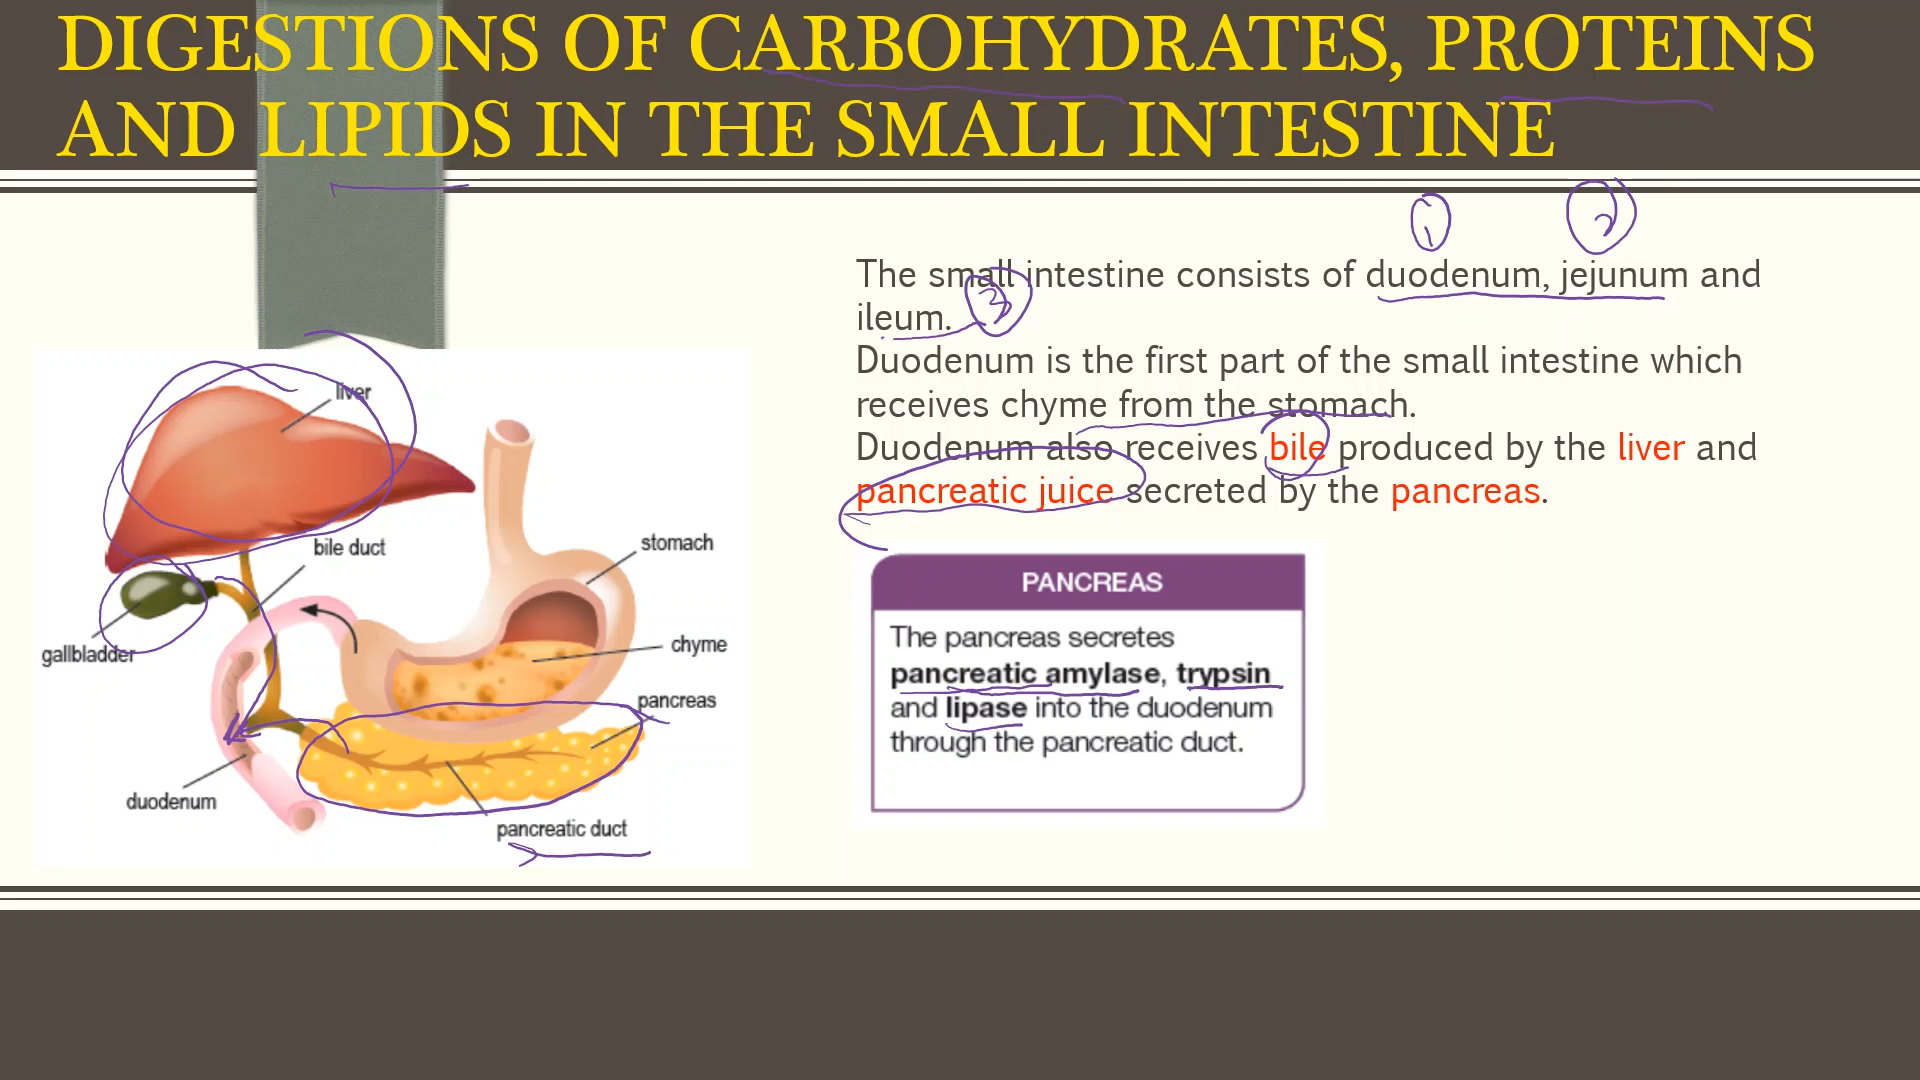 DIGESTIONS OF CARBOHYDRATES, PROTEINS
AND LIPIDS IN THE SMALL INTESTINE
1
2
The small intestine consists of duodenum, jejunum and
3
ileum.
Duodenum is the first part of the small intestine which
receives chyme from the stomach.
Duodenum also receives bile produced by the liver and
pancreatic juice secreted by the pancreas.
liver
bile duct
stomach
gallbladder
chyme
pancreas
duodenum
pancreatic duct
PANCREAS
The pancreas secretes
pancreatic amylase, trypsin
and lipase into the duodenum
through the pancreatic duct.